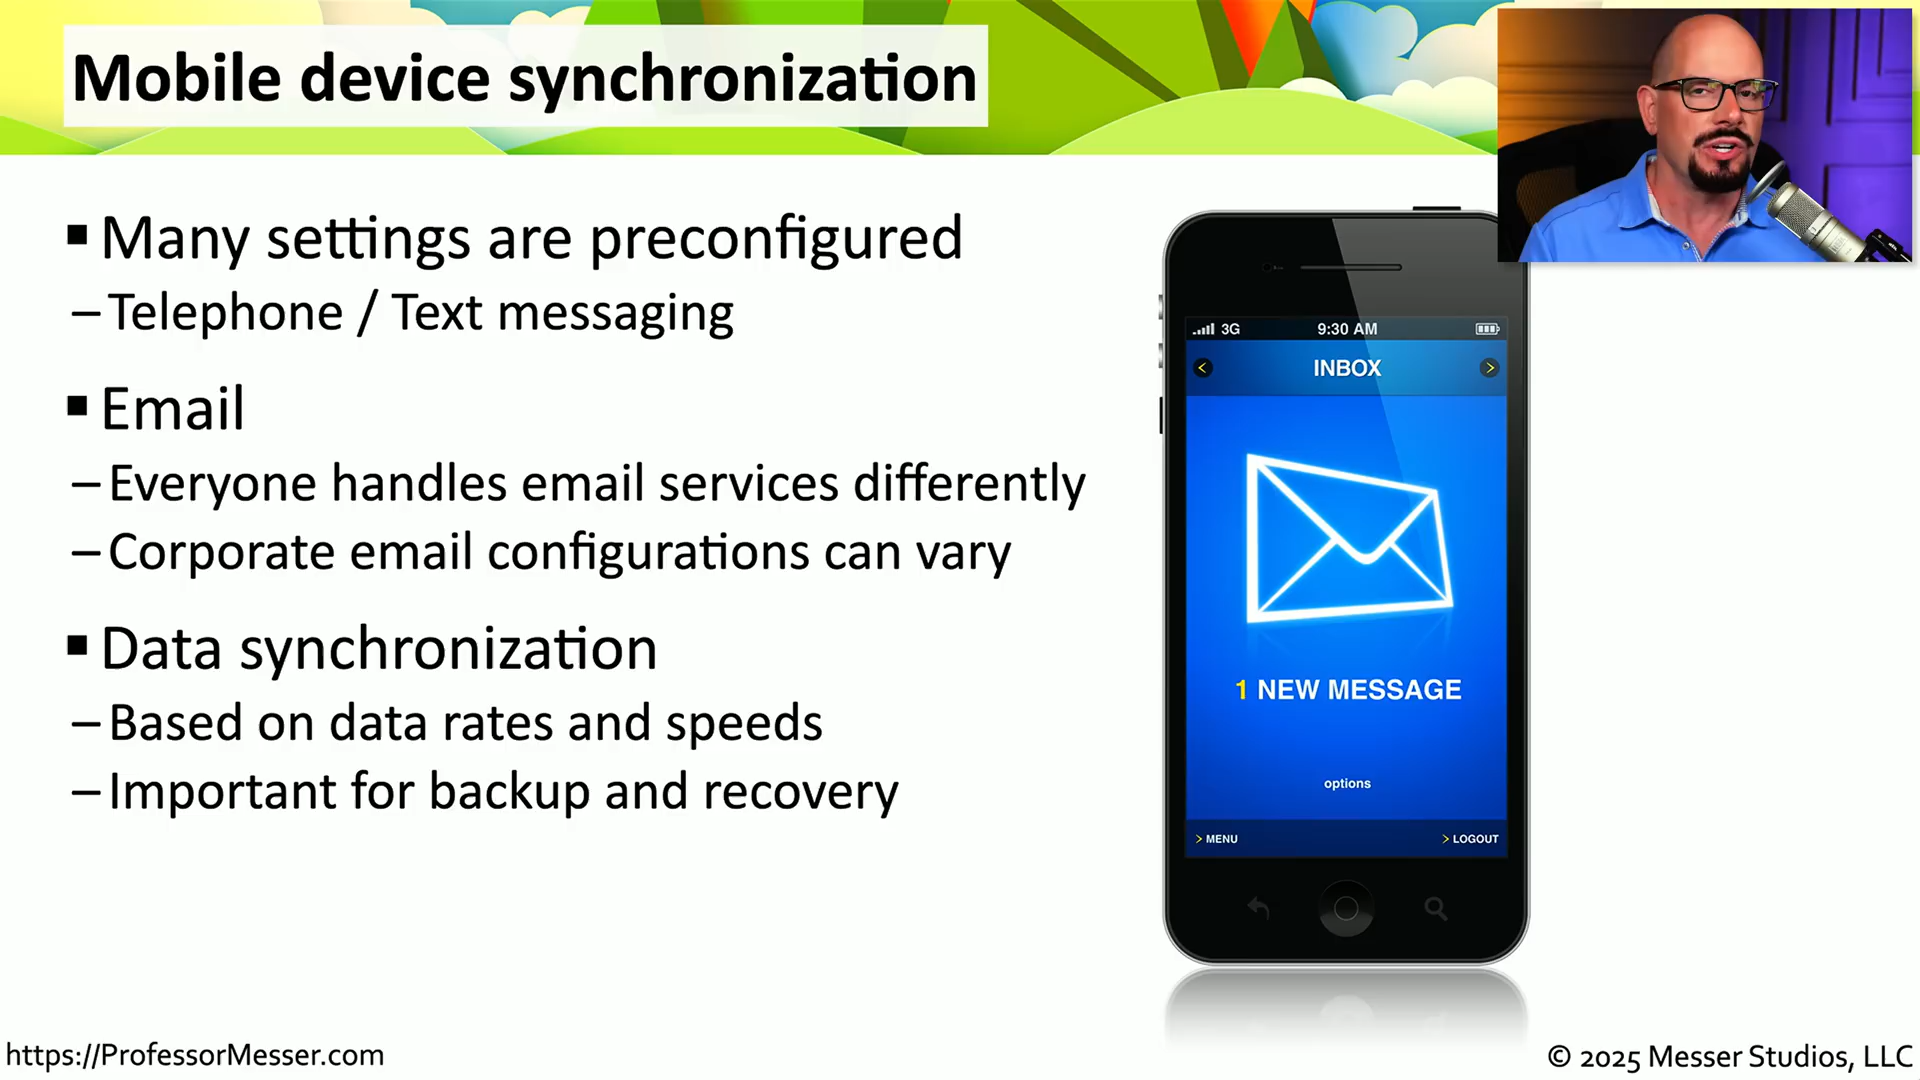 Mobile device synchronization
▪ Many settings are preconfigured
– Telephone / Text messaging
▪ Email
– Everyone handles email services differently
– Corporate email configurations can vary
▪ Data synchronization
– Based on data rates and speeds
– Important for backup and recovery
3G 9:30 AM
< INBOX >
1 NEW MESSAGE
options
> MENU > LOGOUT
https://ProfessorMesser.com © 2025 Messer Studios, LLC